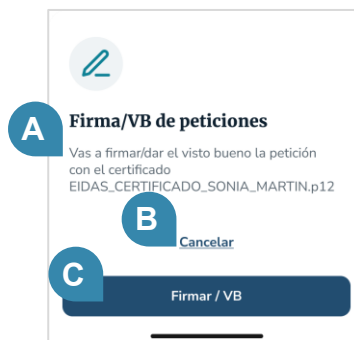 A
Firma/VB de peticiones
Vas a firmar/dar el visto bueno la petición
con el certificado
EIDAS_CERTIFICADO_SONIA_MARTIN.p12
B
Cancelar
C
Firmar / VB